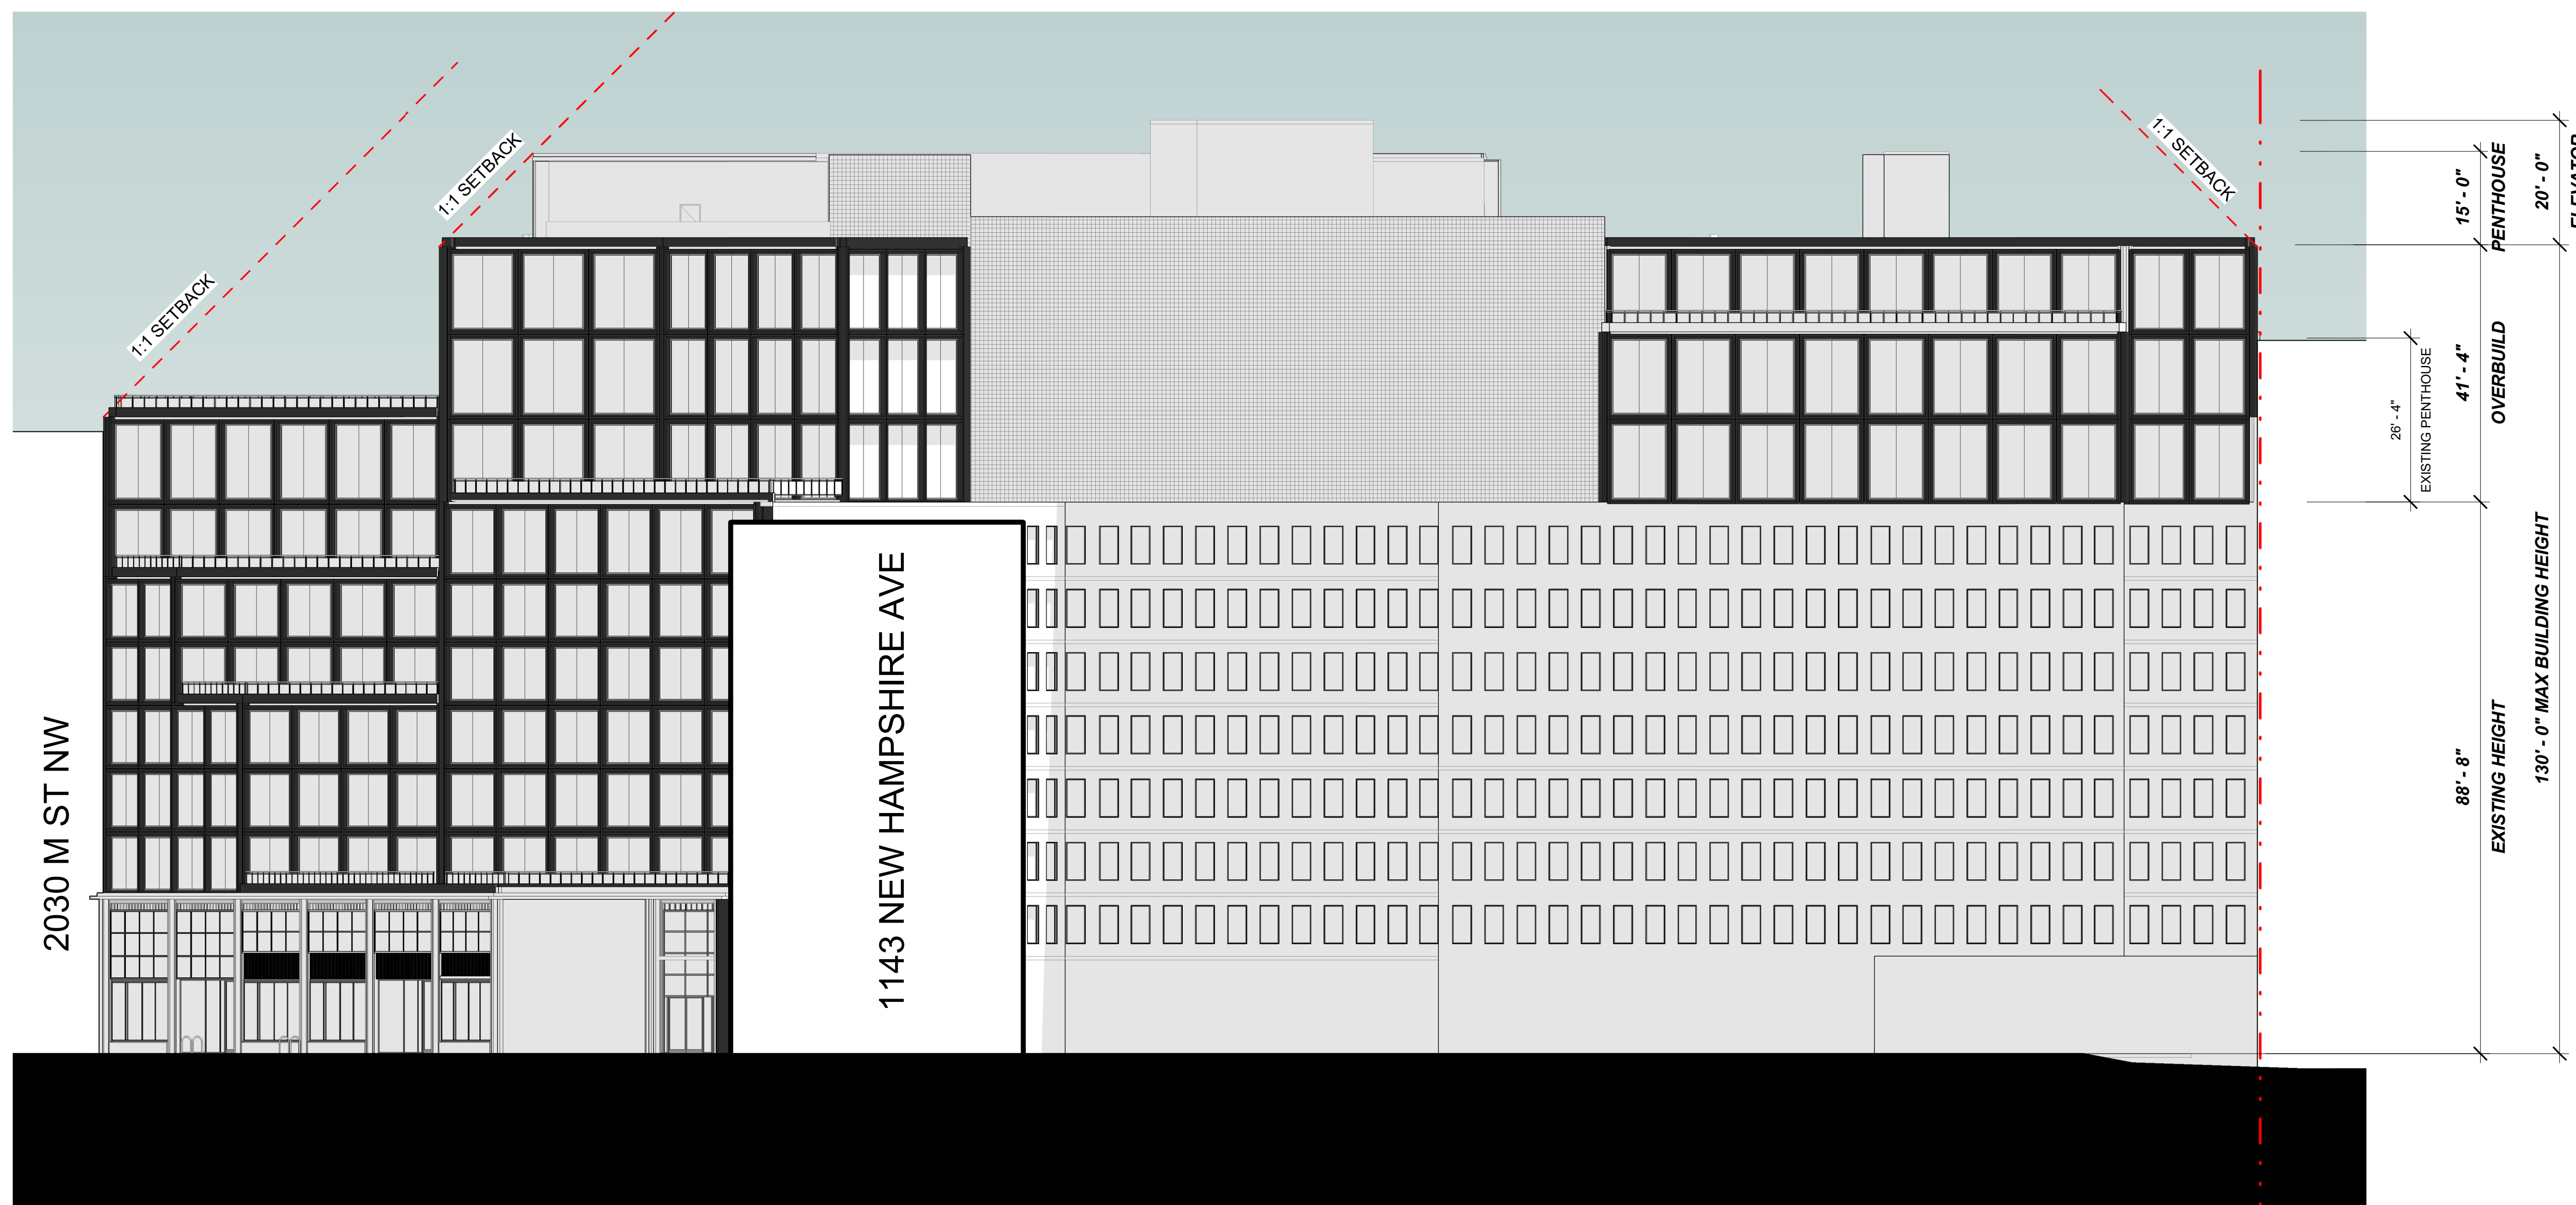 1:1 SETBACK
1:1 SETBACK
1:1 SETBACK
2030 M ST NW
1143 NEW HAMPSHIRE AVE
26' - 4"
EXISTING PENTHOUSE
15' - 0"
PENTHOUSE
20' - 0"
ELEVATOR
41' - 4"
OVERBUILD
88' - 8"
EXISTING HEIGHT
130' - 0" MAX BUILDING HEIGHT